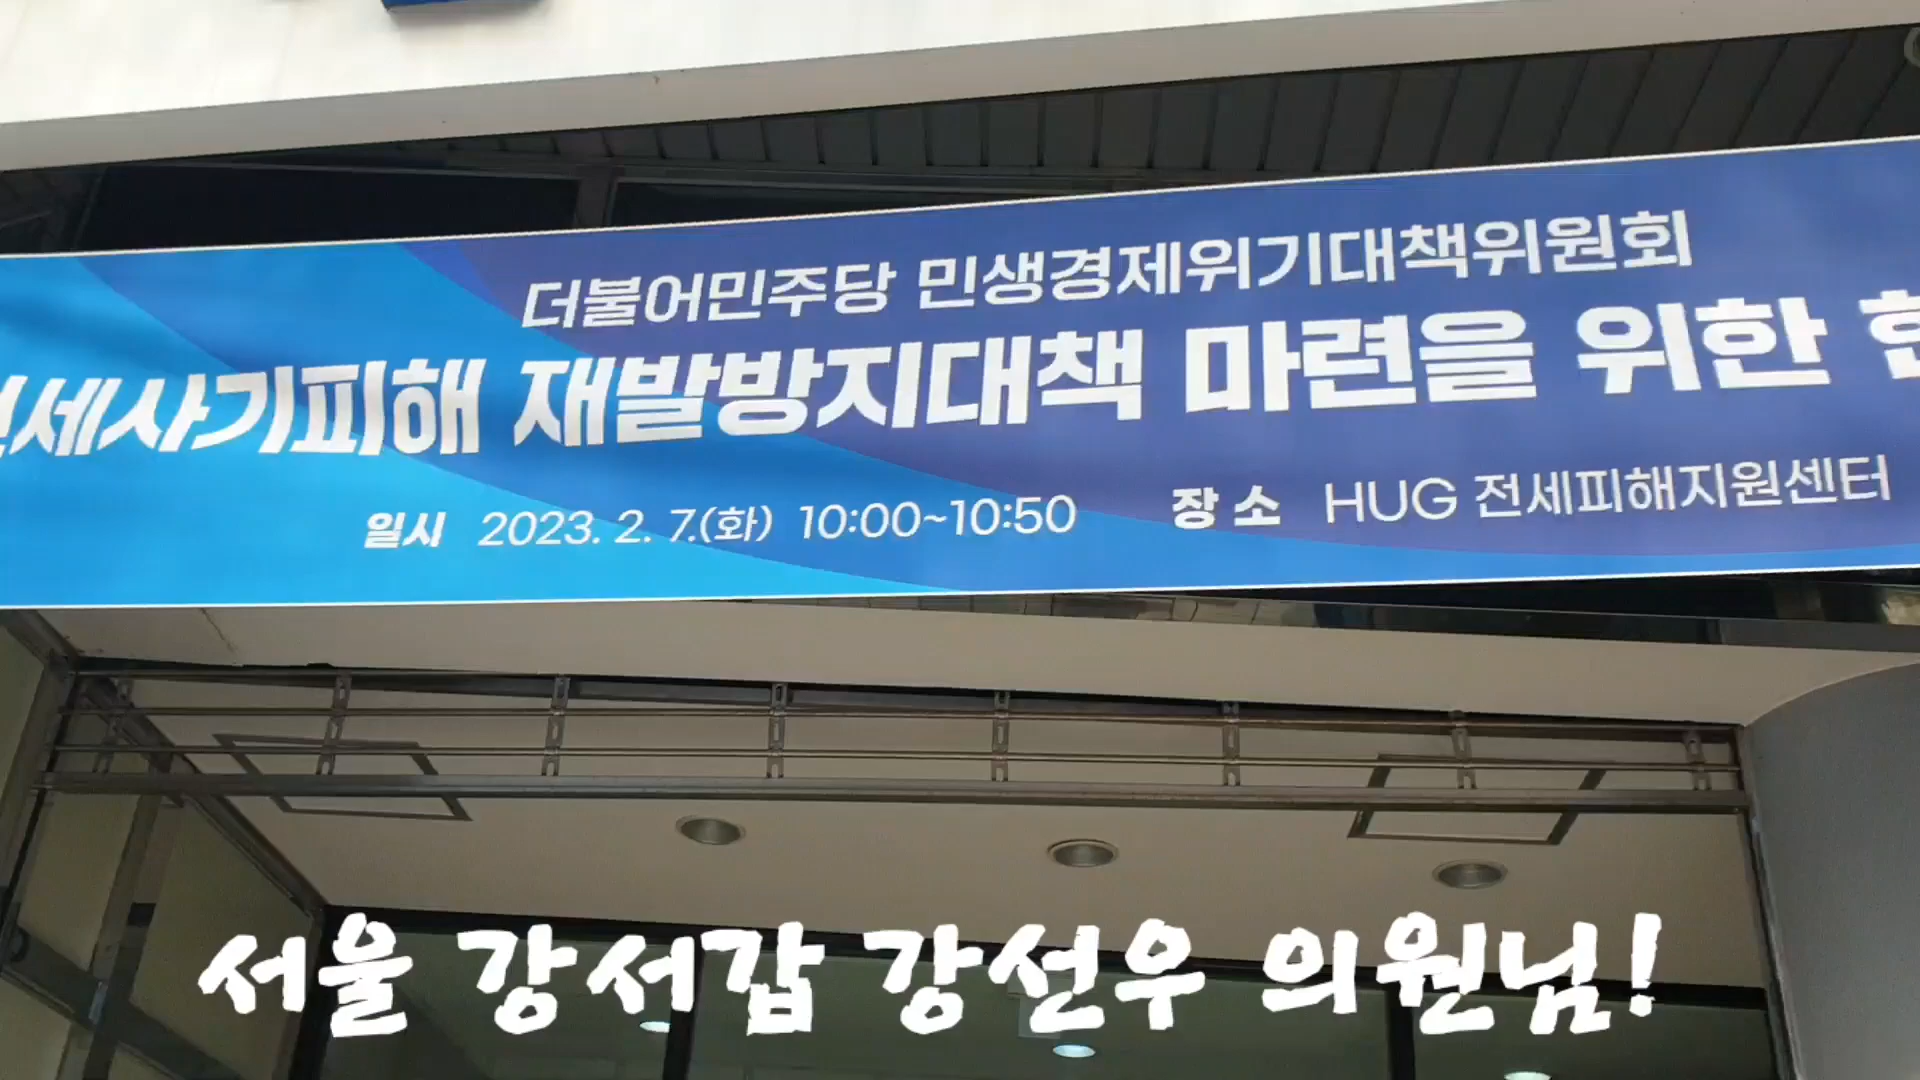 더불어민주당 민생경제위기대책위원회
전세사기피해 재발방지대책 마련을 위한
일시 2023. 2. 7.(화) 10:00~10:50 장 소 HUG 전세피해지원센터
서울 강서갑 강선우 의원님!